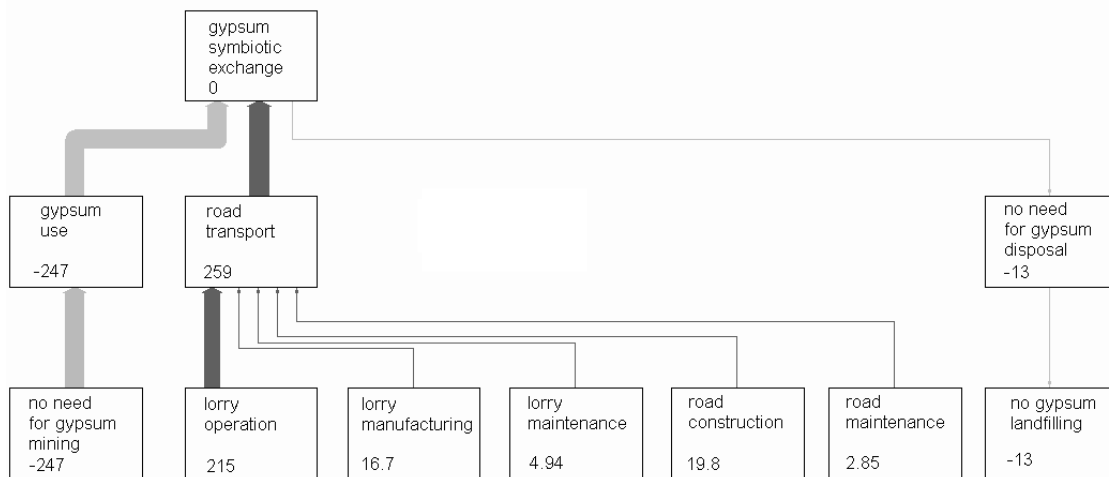 gypsum
symbiotic
exchange
0
gypsum
use
-247
road
transport
259
no need
for gypsum
disposal
-13
no need
for gypsum
mining
-247
lorry
operation
215
lorry
manufacturing
16.7
lorry
maintenance
4.94
road
construction
19.8
road
maintenance
2.85
no gypsum
landfilling
-13